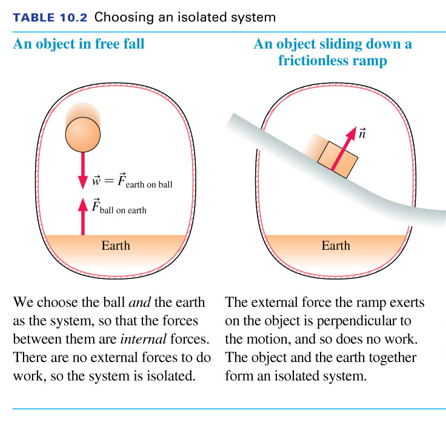 TABLE 10.2 Choosing an isolated system
An object in free fall
An object sliding down a
frictionless ramp
n⃗
w⃗ = F⃗ earth on ball
F⃗ ball on earth
Earth
Earth
We choose the ball and the earth
as the system, so that the forces
between them are internal forces.
There are no external forces to do
work, so the system is isolated.
The external force the ramp exerts
on the object is perpendicular to
the motion, and so does no work.
The object and the earth together
form an isolated system.